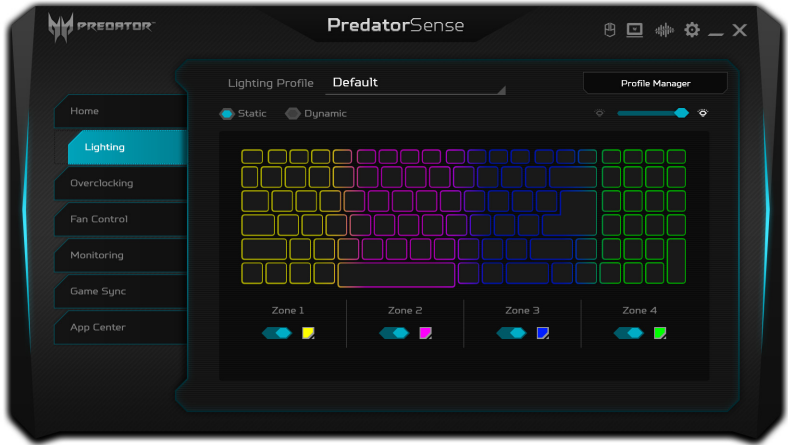 PREDATOR
PredatorSense
Lighting Profile Default
Profile Manager
Static Dynamic
Home
Lighting
Overclocking
Fan Control
Monitoring
Game Sync
App Center
Zone 1 Zone 2 Zone 3 Zone 4